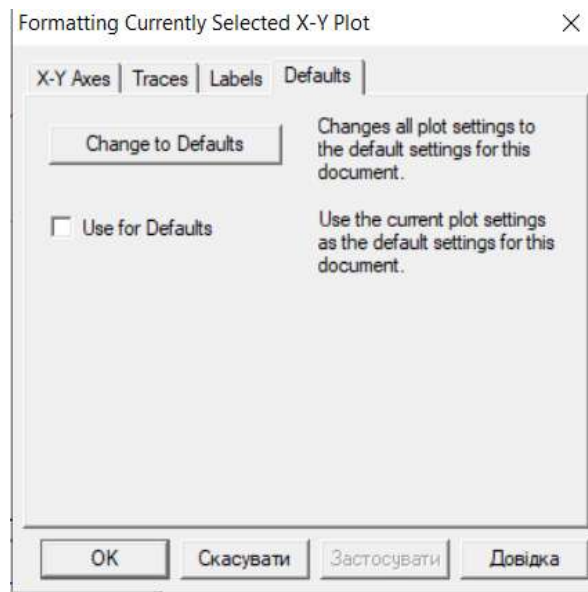 Formatting Currently Selected X-Y Plot
X-Y Axes Traces Labels Defaults
Change to Defaults
Changes all plot settings to
the default settings for this
document.
Use for Defaults
Use the current plot settings
as the default settings for this
document.
OK Скасувати Застосувати Довідка